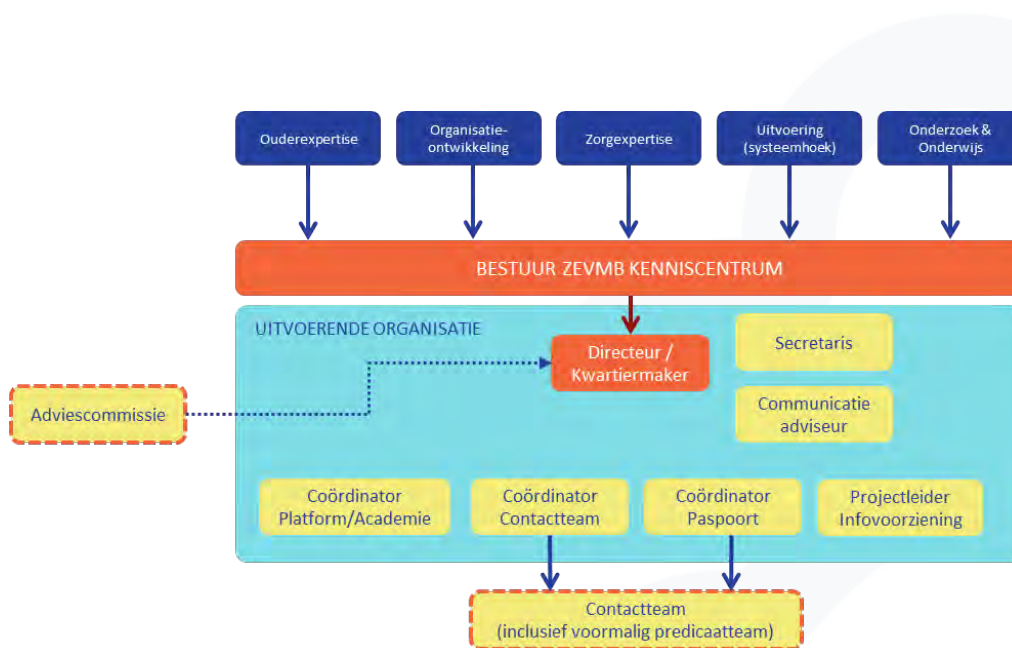 Ouderexpertise
Organisatie-
ontwikkeling
Zorgexpertise
Uitvoering
(systeemhoek)
Onderzoek &
Onderwijs
BESTUUR ZEVMB KENNISCENTRUM
UITVOERENDE ORGANISATIE
Directeur /
Kwartiermaker
Secretaris
Communicatie
adviseur
Adviescommissie
Coördinator
Platform/Academie
Coördinator
Contactteam
Coördinator
Paspoort
Projectleider
Infovoorziening
Contactteam
(inclusief voormalig predicaatteam)